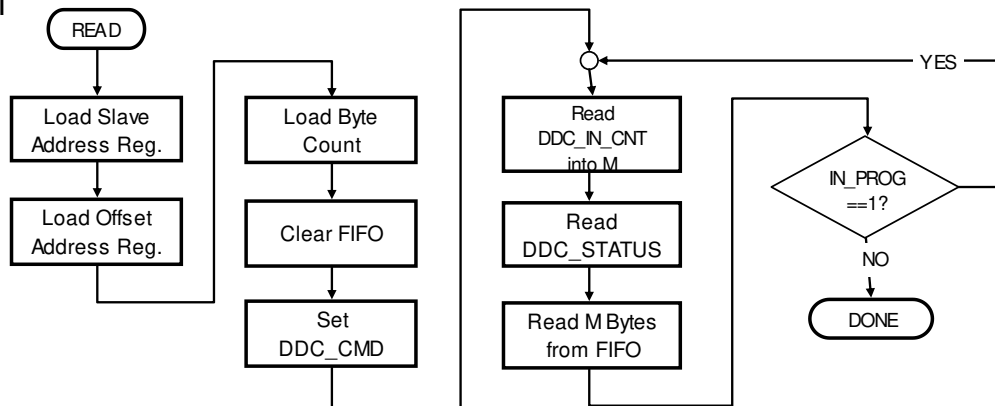 READ
Load Slave
Address Reg.
Load Offset
Address Reg.
Load Byte
Count
Clear FIFO
Set
DDC_CMD
Read
DDC_IN_CNT
into M
Read
DDC_STATUS
Read M Bytes
from FIFO
YES
IN_PROG
==1?
NO
DONE